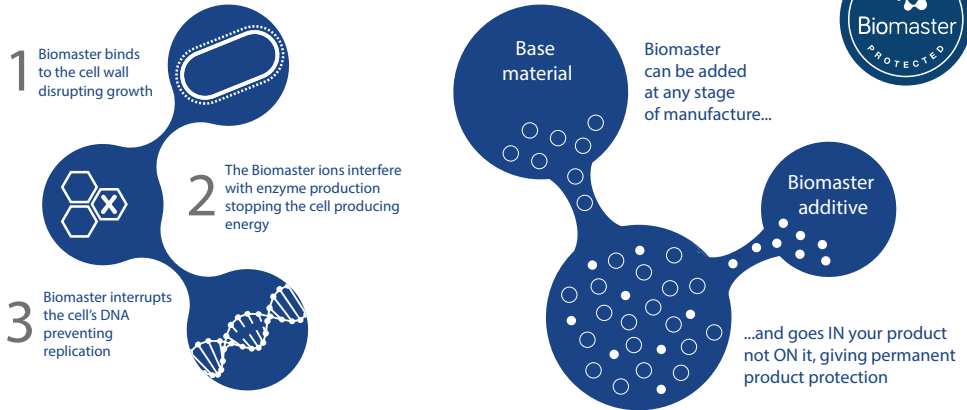 1
Biomaster binds
to the cell wall
disrupting growth
2
The Biomaster ions interfere
with enzyme production
stopping the cell producing
energy
3
Biomaster interrupts
the cell's DNA
preventing
replication
Base
material
Biomaster
can be added
at any stage
of manufacture...
Biomaster
PROTECTED
Biomaster
additive
...and goes IN your product
not ON it, giving permanent
product protection